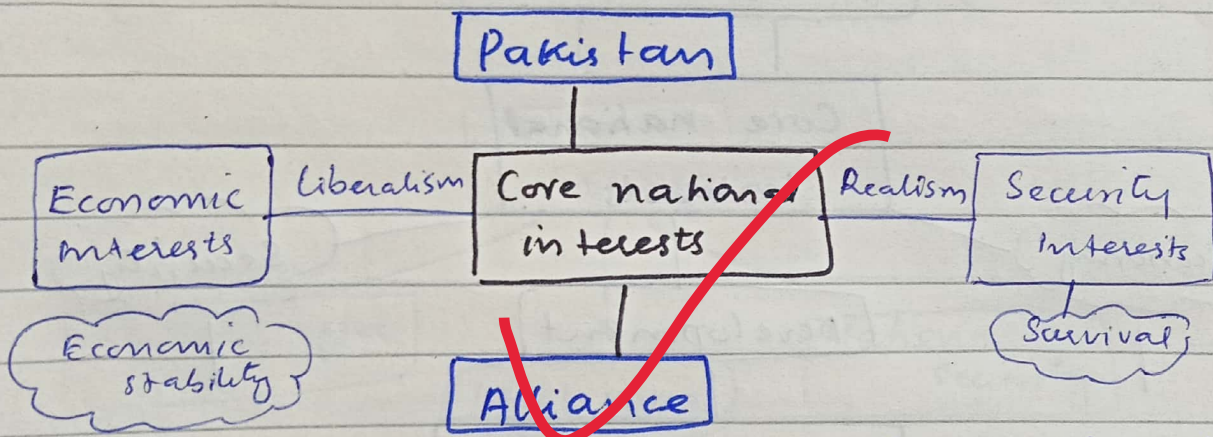 Pakistan
Economic
interests
Liberalism
Core national
interests
Realism
Security
Interests
Economic
stability
Survival
Alliance